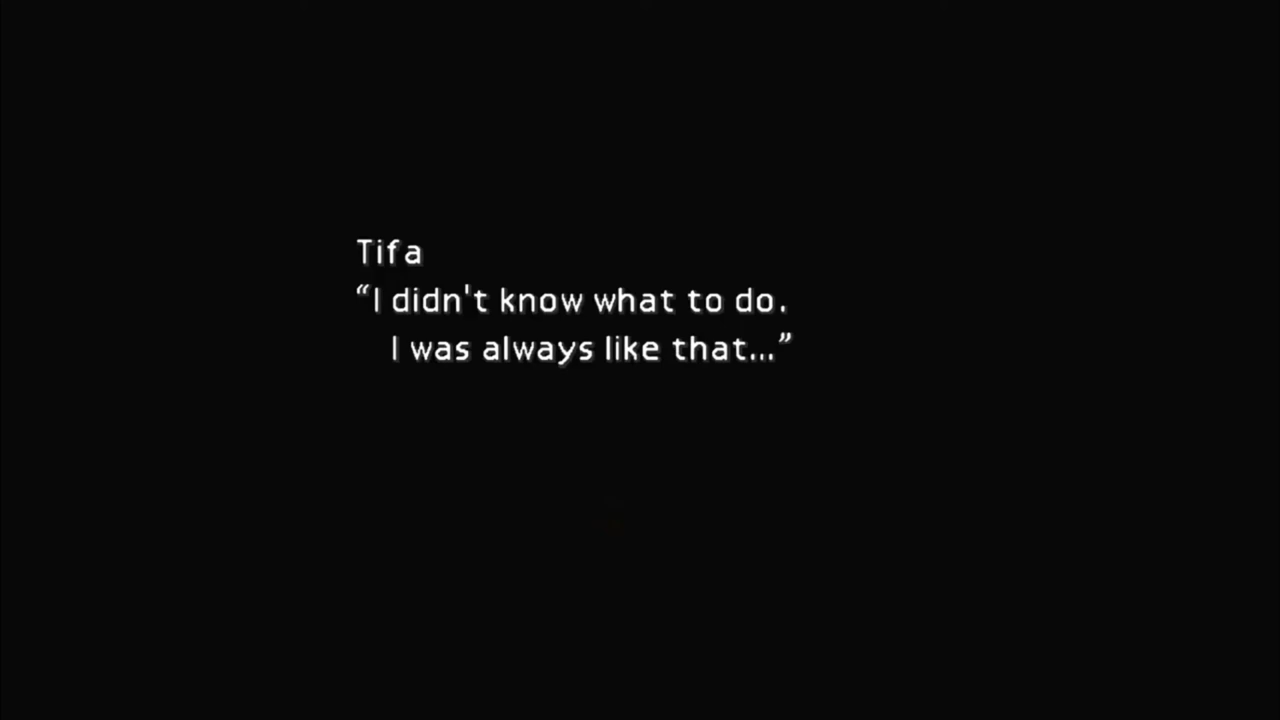 Tifa
“I didn't know what to do.
I was always like that...”